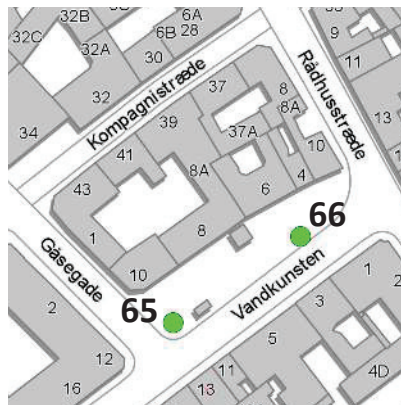 32B
6A
6B 28
32C
32A
30
32
34
Kompagnistræde
37
8
8A
39
37A
41
8A
10
43
6
4
1
8
10
Rådhusstræde
9
11
13
66
65
Gåsegade
Vandkunsten
2
12
16
1
2
3
5
11
13
4D